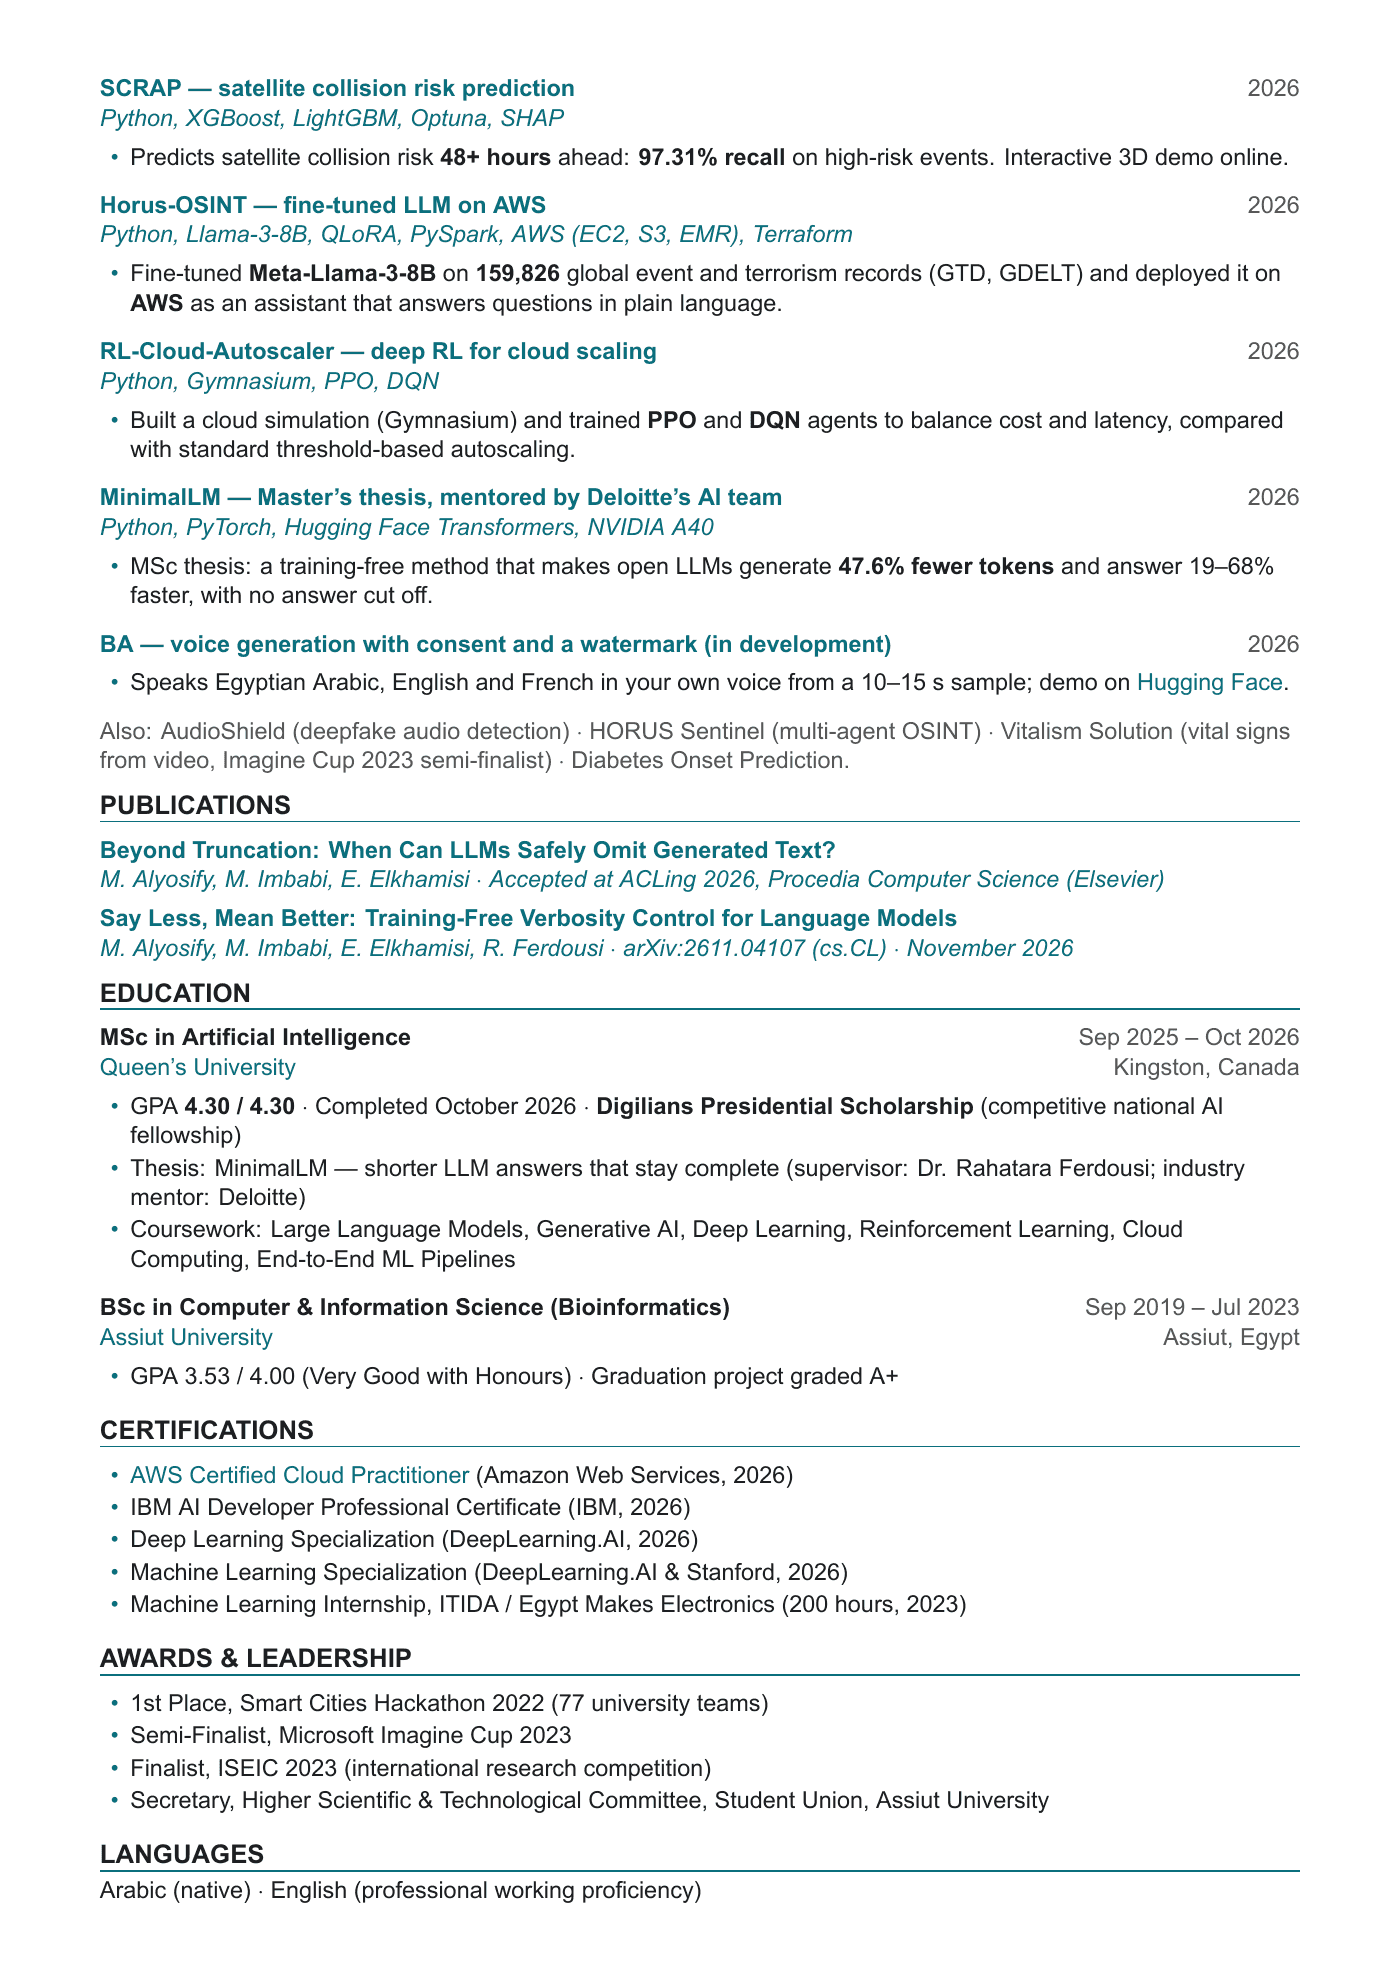 SCRAP — satellite collision risk prediction 2026
Python, XGBoost, LightGBM, Optuna, SHAP
• Predicts satellite collision risk 48+ hours ahead: 97.31% recall on high-risk events. Interactive 3D demo online.
Horus-OSINT — fine-tuned LLM on AWS 2026
Python, Llama-3-8B, QLoRA, PySpark, AWS (EC2, S3, EMR), Terraform
• Fine-tuned Meta-Llama-3-8B on 159,826 global event and terrorism records (GTD, GDELT) and deployed it on
AWS as an assistant that answers questions in plain language.
RL-Cloud-Autoscaler — deep RL for cloud scaling 2026
Python, Gymnasium, PPO, DQN
• Built a cloud simulation (Gymnasium) and trained PPO and DQN agents to balance cost and latency, compared
with standard threshold-based autoscaling.
MinimalLM — Master’s thesis, mentored by Deloitte’s AI team 2026
Python, PyTorch, Hugging Face Transformers, NVIDIA A40
• MSc thesis: a training-free method that makes open LLMs generate 47.6% fewer tokens and answer 19–68%
faster, with no answer cut off.
BA — voice generation with consent and a watermark (in development) 2026
• Speaks Egyptian Arabic, English and French in your own voice from a 10–15 s sample; demo on Hugging Face.
Also: AudioShield (deepfake audio detection) · HORUS Sentinel (multi-agent OSINT) · Vitalism Solution (vital signs
from video, Imagine Cup 2023 semi-finalist) · Diabetes Onset Prediction.
PUBLICATIONS
Beyond Truncation: When Can LLMs Safely Omit Generated Text?
M. Alyosify, M. Imbabi, E. Elkhamisi · Accepted at ACLing 2026, Procedia Computer Science (Elsevier)
Say Less, Mean Better: Training-Free Verbosity Control for Language Models
M. Alyosify, M. Imbabi, E. Elkhamisi, R. Ferdousi · arXiv:2611.04107 (cs.CL) · November 2026
EDUCATION
MSc in Artificial Intelligence Sep 2025 – Oct 2026
Queen’s University Kingston, Canada
• GPA 4.30 / 4.30 · Completed October 2026 · Digilians Presidential Scholarship (competitive national AI
fellowship)
• Thesis: MinimalLM — shorter LLM answers that stay complete (supervisor: Dr. Rahatara Ferdousi; industry
mentor: Deloitte)
• Coursework: Large Language Models, Generative AI, Deep Learning, Reinforcement Learning, Cloud
Computing, End-to-End ML Pipelines
BSc in Computer & Information Science (Bioinformatics) Sep 2019 – Jul 2023
Assiut University Assiut, Egypt
• GPA 3.53 / 4.00 (Very Good with Honours) · Graduation project graded A+
CERTIFICATIONS
• AWS Certified Cloud Practitioner (Amazon Web Services, 2026)
• IBM AI Developer Professional Certificate (IBM, 2026)
• Deep Learning Specialization (DeepLearning.AI, 2026)
• Machine Learning Specialization (DeepLearning.AI & Stanford, 2026)
• Machine Learning Internship, ITIDA / Egypt Makes Electronics (200 hours, 2023)
AWARDS & LEADERSHIP
• 1st Place, Smart Cities Hackathon 2022 (77 university teams)
• Semi-Finalist, Microsoft Imagine Cup 2023
• Finalist, ISEIC 2023 (international research competition)
• Secretary, Higher Scientific & Technological Committee, Student Union, Assiut University
LANGUAGES
Arabic (native) · English (professional working proficiency)